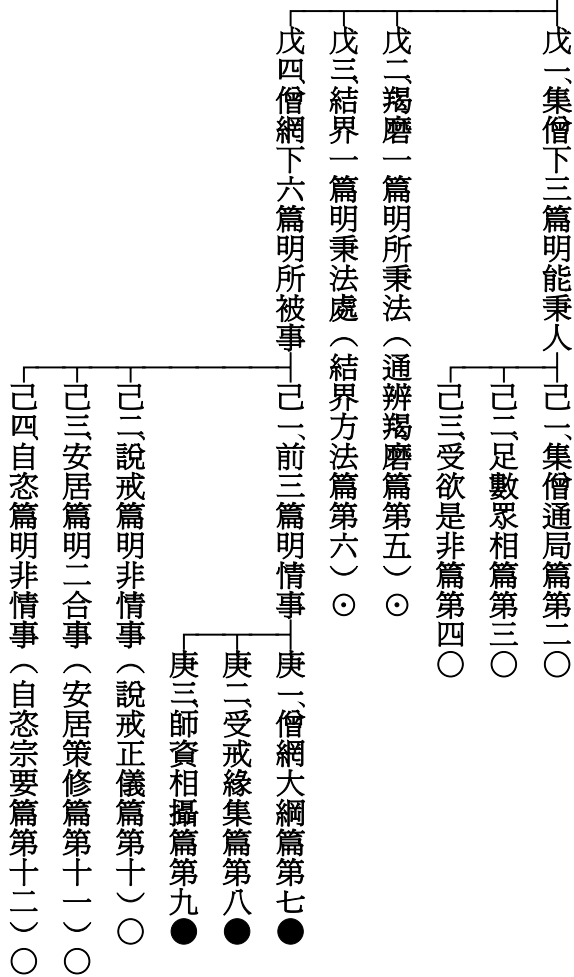 戊一、集僧下三篇明能秉人
己一、集僧通局篇第二○
己二、足數眾相篇第三○
己三、受欲是非篇第四○
戊二、羯磨一篇明所秉法（通辨羯磨篇第五）⊙
戊三、結界一篇明秉法處（結界方法篇第六）⊙
戊四、僧網下六篇明所被事
己一、前三篇明情事
庚一、僧網大綱篇第七●
庚二、受戒緣集篇第八●
庚三、師資相攝篇第九●
己二、說戒篇明非情事（說戒正儀篇第十）○
己三、安居篇明二合事（安居策修篇第十一）○
己四、自恣篇明非情事（自恣宗要篇第十二）○